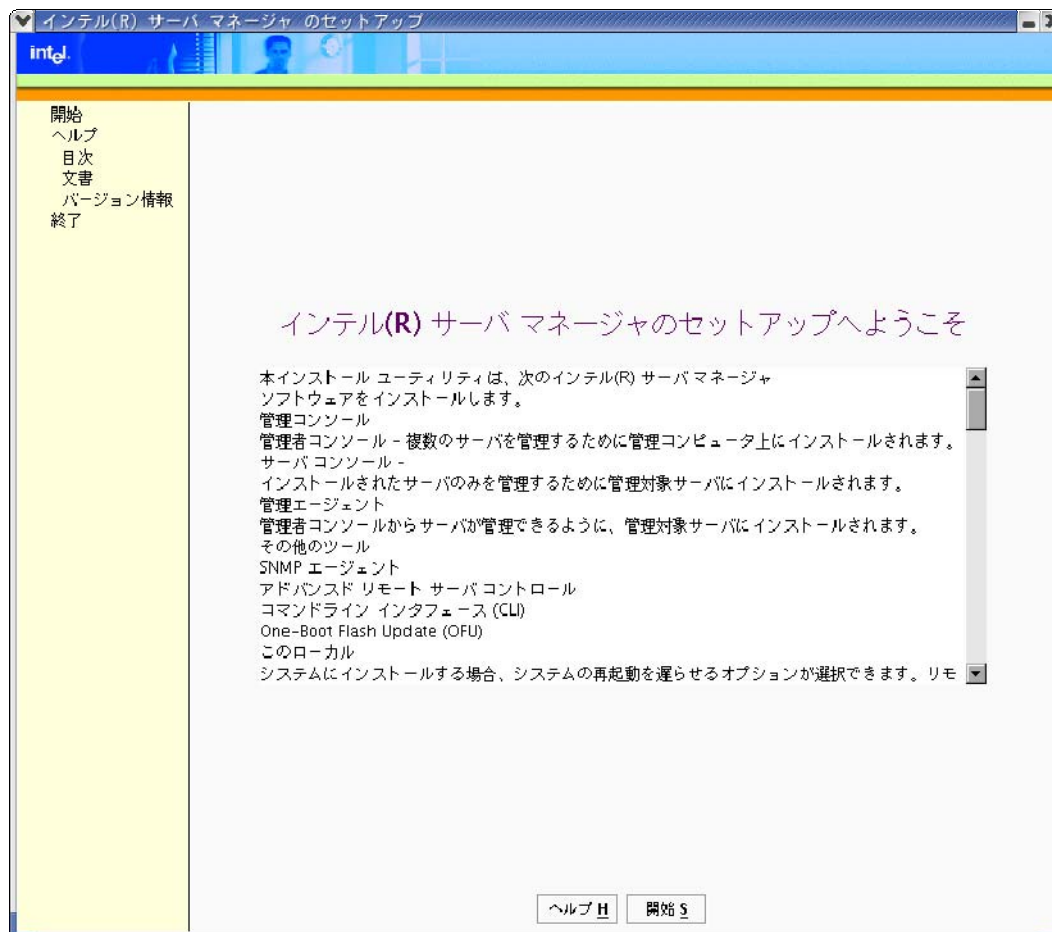 インテル(R) サーバ マネージャ のセットアップ
intel.
開始
ヘルプ
目次
文書
バージョン情報
終了
インテル(R) サーバ マネージャのセットアップへようこそ
本インストール ユーティリティは、次のインテル(R) サーバ マネージャ
ソフトウェアをインストールします。
管理コンソール
管理者コンソール - 複数のサーバを管理するために管理コンピュータ上にインストールされます。
サーバ コンソール -
インストールされたサーバのみを管理するために管理対象サーバにインストールされます。
管理エージェント
管理者コンソールからサーバが管理できるように、管理対象サーバにインストールされます。
その他のツール
SNMP エージェント
アドバンスド リモート サーバ コントロール
コマンドライン インタフェース (CLI)
One-Boot Flash Update (OFU)
このローカル
システムにインストールする場合、システムの再起動を遅らせるオプションが選択できます。リモ
ヘルプ H
開始 S